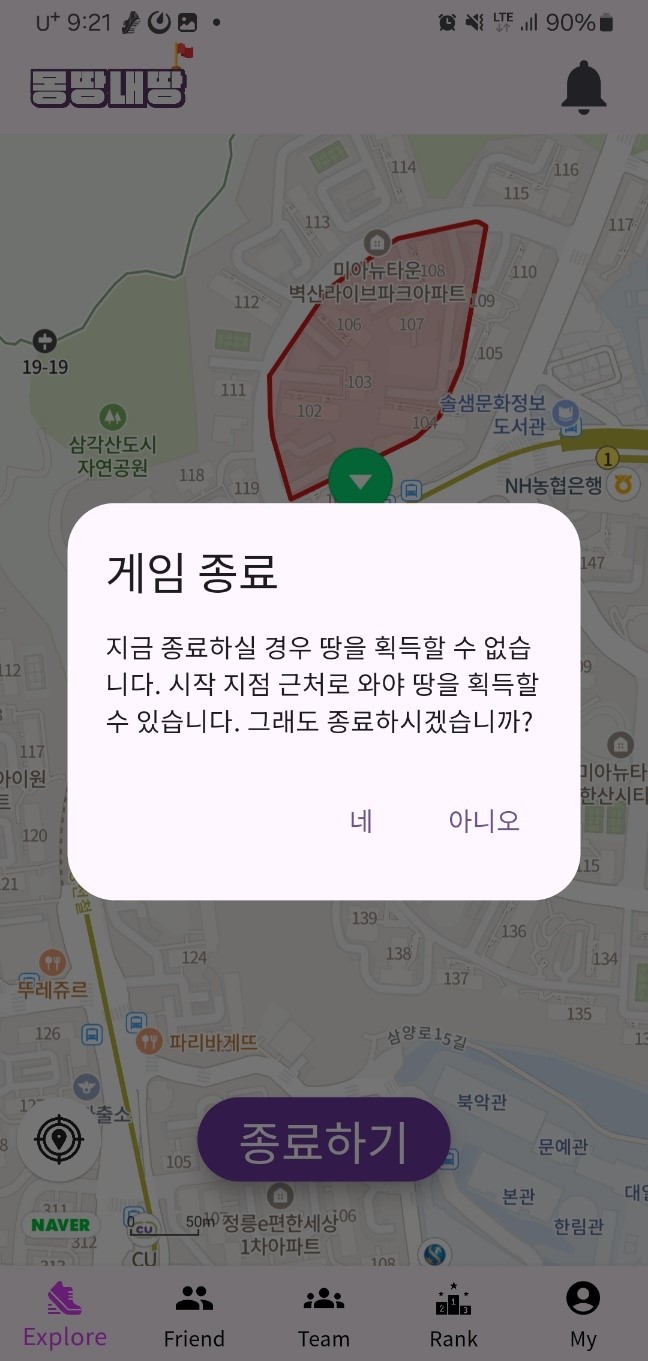 U+ 9:21
LTE
90%
몽땅내땅
114
116
115
113
117
미아뉴타운
108
110
벽산라이브파크아파트
112
109
106
107
19-19
105
103
111
102
솔샘문화정보
도서관
104
삼각산도시
자연공원
1
118
119
NH농협은행
147
게임 종료
지금 종료하실 경우 땅을 획득할 수 없습
니다. 시작 지점 근처로 와야 땅을 획득할
수 있습니다. 그래도 종료하시겠습니까?
네
아니오
112
117
아이원
120
121
미아뉴타
한산시티
115
139
136
138
134
124
137
뚜레쥬르
135
126
파리바게뜨
삼양로15길
북악관
출소
종료하기
문예관
105
본관
311
NAVER
0
50m
107
106
정릉e편한세상
1차아파트
한림관
312
CU
CU
108
Explore
Friend
Team
Rank
My